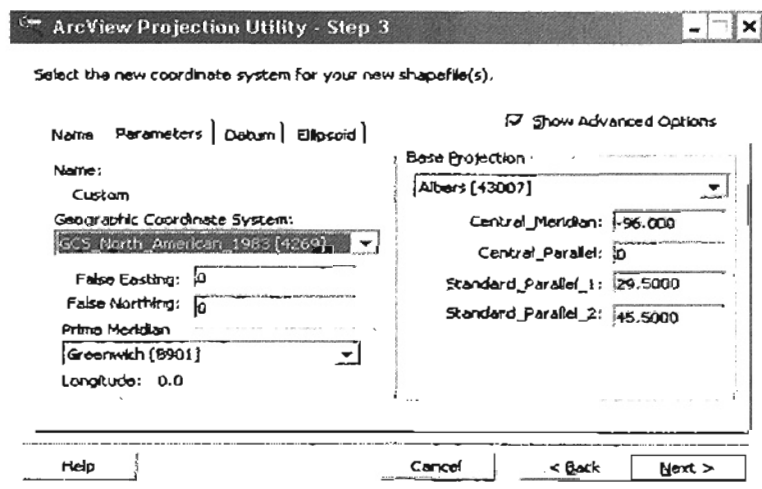 ArcView Projection Utility - Step 3
Select the new coordinate system for your new shapefile(s).
Name Parameters Datum Ellipsoid
Show Advanced Options
Name:
Custom
Geographic Coordinate System:
GCS_North_American_1983 [4269]
False Easting: 0
False Northing: 0
Prime Meridian
Greenwich [8901]
Longitude: 0.0
Base Projection
Albers [43007]
Central_Meridian: -96.000
Central_Parallel: 0
Standard_Parallel_1: 29.5000
Standard_Parallel_2: 45.5000
Help Cancel < Back Next >